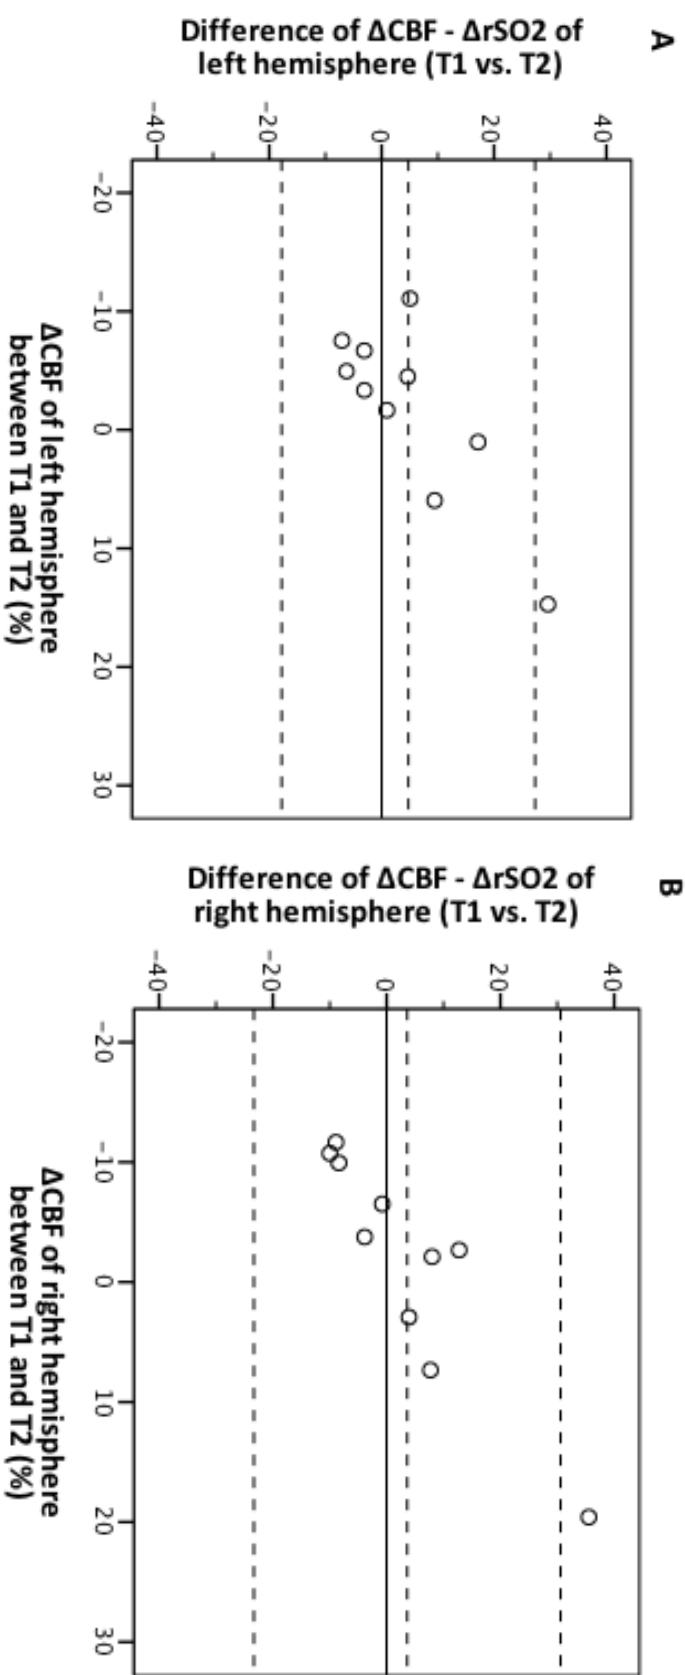 A
Difference of ΔCBF - ΔrSO2 of
left hemisphere (T1 vs. T2)
40
20
0
−20
−40
−20
−10
0
10
20
30
ΔCBF of left hemisphere
between T1 and T2 (%)
B
Difference of ΔCBF - ΔrSO2 of
right hemisphere (T1 vs. T2)
40
20
0
−20
−40
−20
−10
0
10
20
30
ΔCBF of right hemisphere
between T1 and T2 (%)